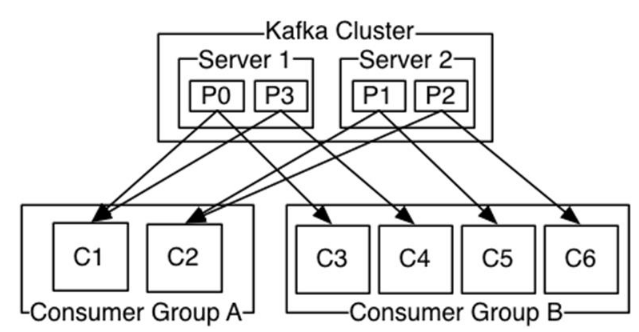 Kafka Cluster
Server 1 Server 2
P0 P3 P1 P2
C1 C2 C3 C4 C5 C6
Consumer Group A Consumer Group B